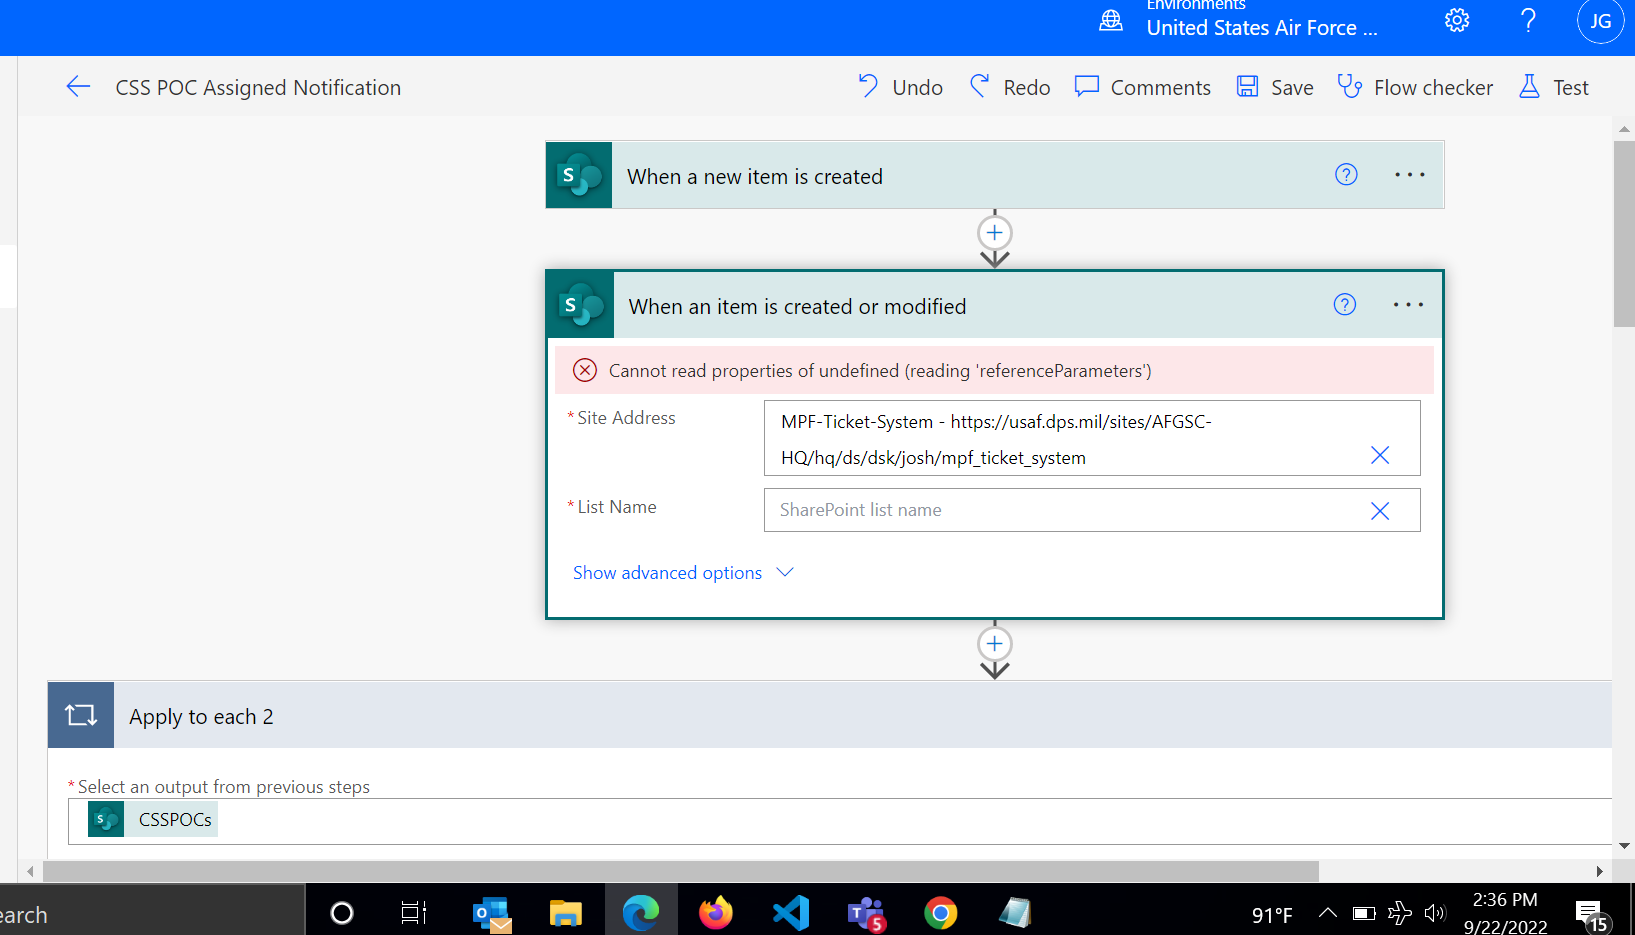 Environments
United States Air Force ...
JG
CSS POC Assigned Notification
Undo
Redo
Comments
Save
Flow checker
Test
S
When a new item is created
S
When an item is created or modified
Cannot read properties of undefined (reading 'referenceParameters')
* Site Address
MPF-Ticket-System - https://usaf.dps.mil/sites/AFGSC-
HQ/hq/ds/dsk/josh/mpf_ticket_system
* List Name
SharePoint list name
Show advanced options
Apply to each 2
* Select an output from previous steps
S
CSSPOCs
earch
5
91°F
2:36 PM
9/22/2022
15